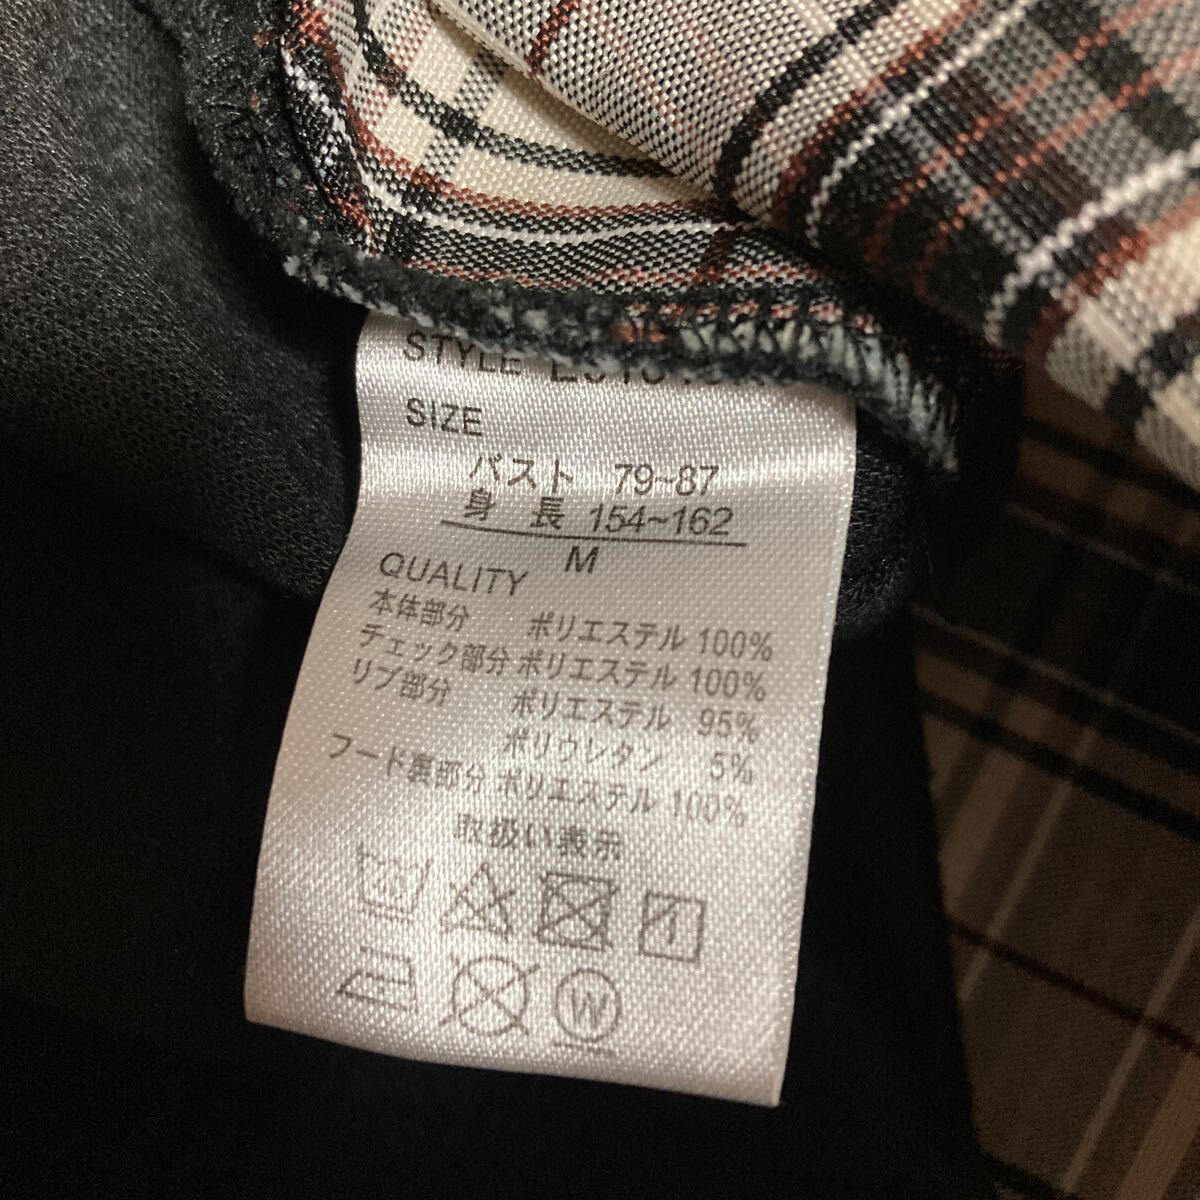 STYLE
SIZE
バスト 79~87
身 長 154~162
M
QUALITY
本体部分 ポリエステル 100%
チェック部分 ポリエステル 100%
リブ部分 ポリエステル 95%
ポリウレタン 5%
フード裏部分 ポリエステル 100%
取扱い表示
40
W